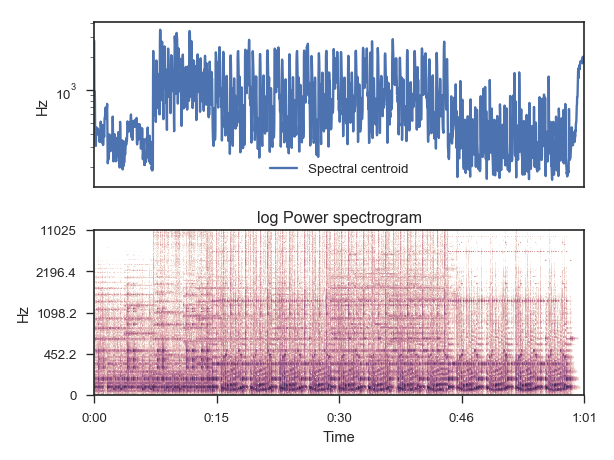 Hz
10³
Spectral centroid
log Power spectrogram
Hz
11025
2196.4
1098.2
452.2
0
0:00 0:15 0:30 0:46 1:01
Time